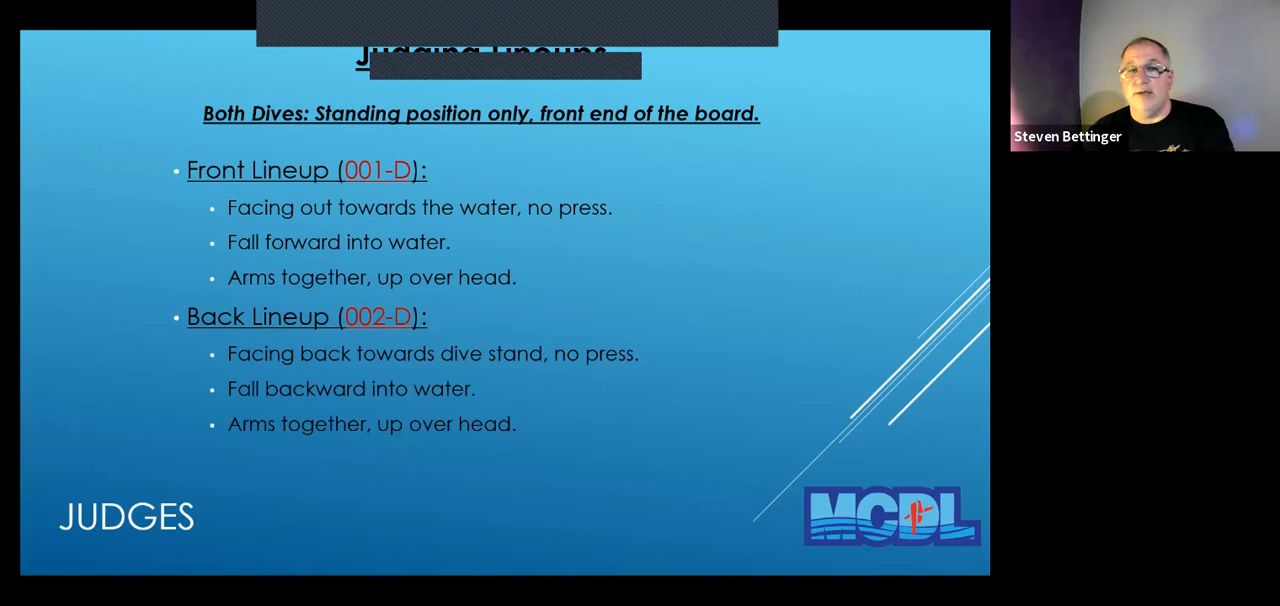 Judging Lineups
Both Dives: Standing position only, front end of the board.
• Front Lineup (001-D):
• Facing out towards the water, no press.
• Fall forward into water.
• Arms together, up over head.
• Back Lineup (002-D):
• Facing back towards dive stand, no press.
• Fall backward into water.
• Arms together, up over head.
JUDGES
MCDL
Steven Bettinger